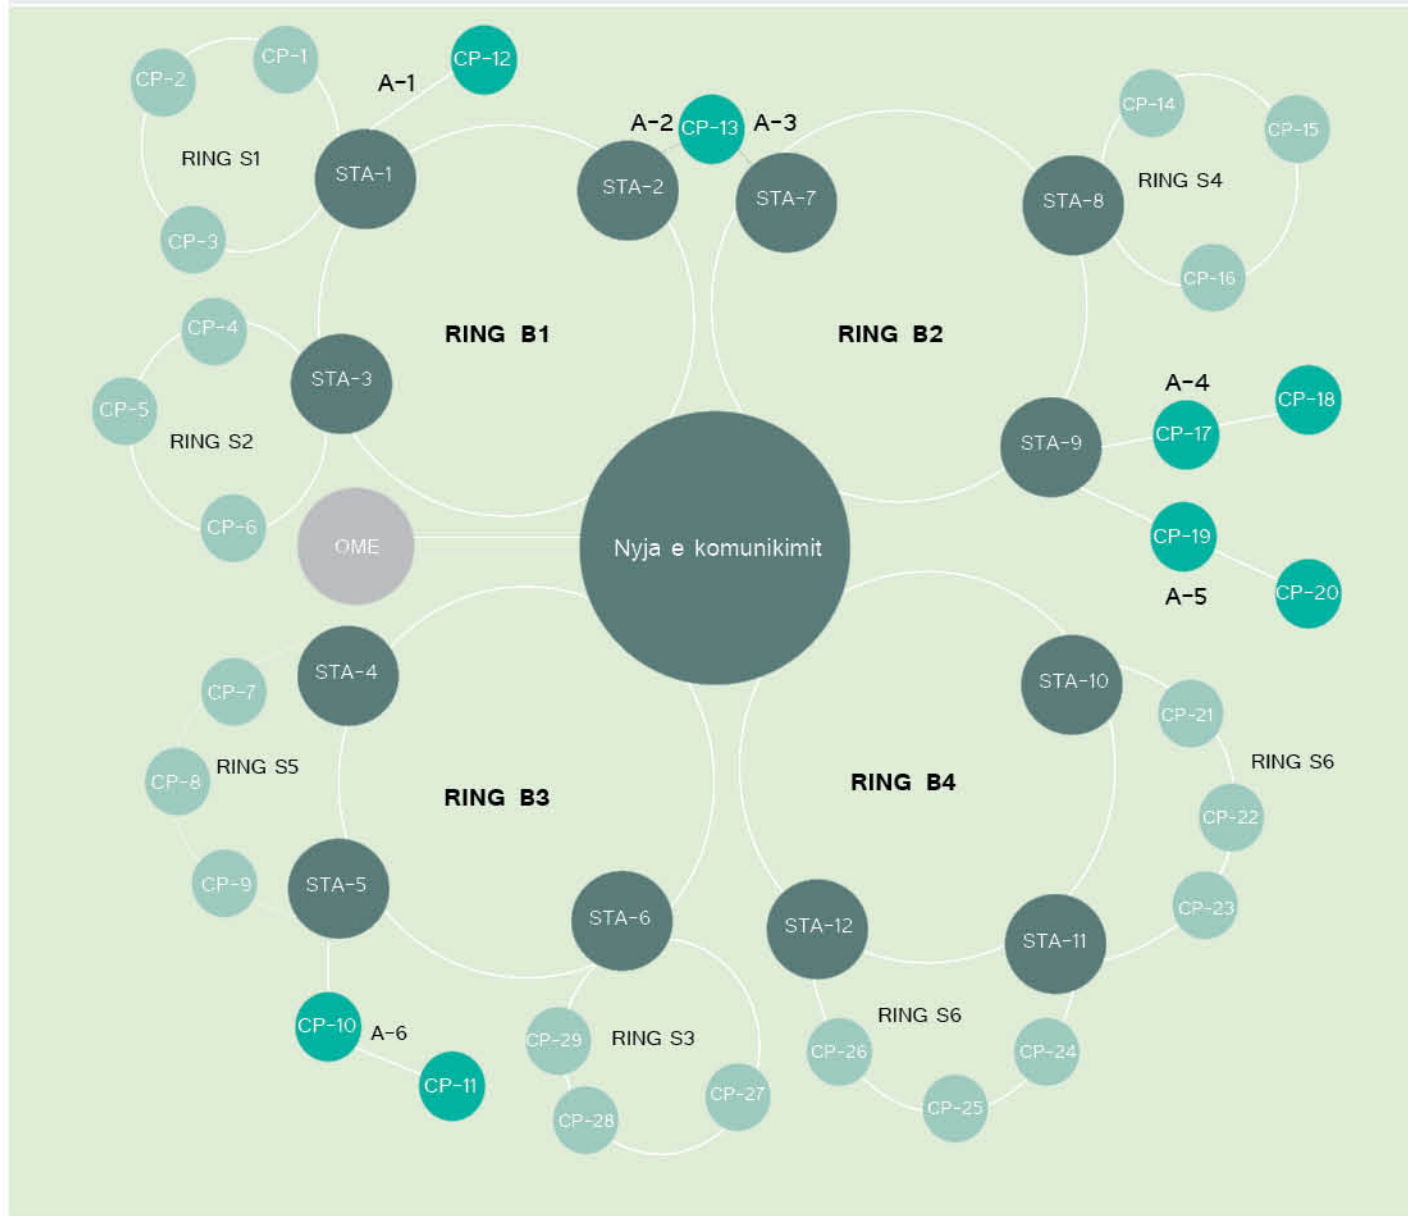 CP-1
CP-2
CP-12
A-1
A-2
CP-13
A-3
CP-14
CP-15
RING S1
STA-1
STA-2
STA-7
STA-8
RING S4
CP-3
CP-16
CP-4
RING B1
RING B2
STA-3
A-4
CP-18
CP-5
RING S2
STA-9
CP-17
CP-6
OME
Nyja e komunikimit
CP-19
A-5
CP-20
STA-4
CP-7
STA-10
CP-21
CP-8
RING S5
RING B3
RING B4
RING S6
CP-22
CP-9
STA-5
STA-6
STA-12
STA-11
CP-23
CP-10
A-6
CP-29
RING S3
RING S6
CP-26
CP-24
CP-11
CP-28
CP-27
CP-25